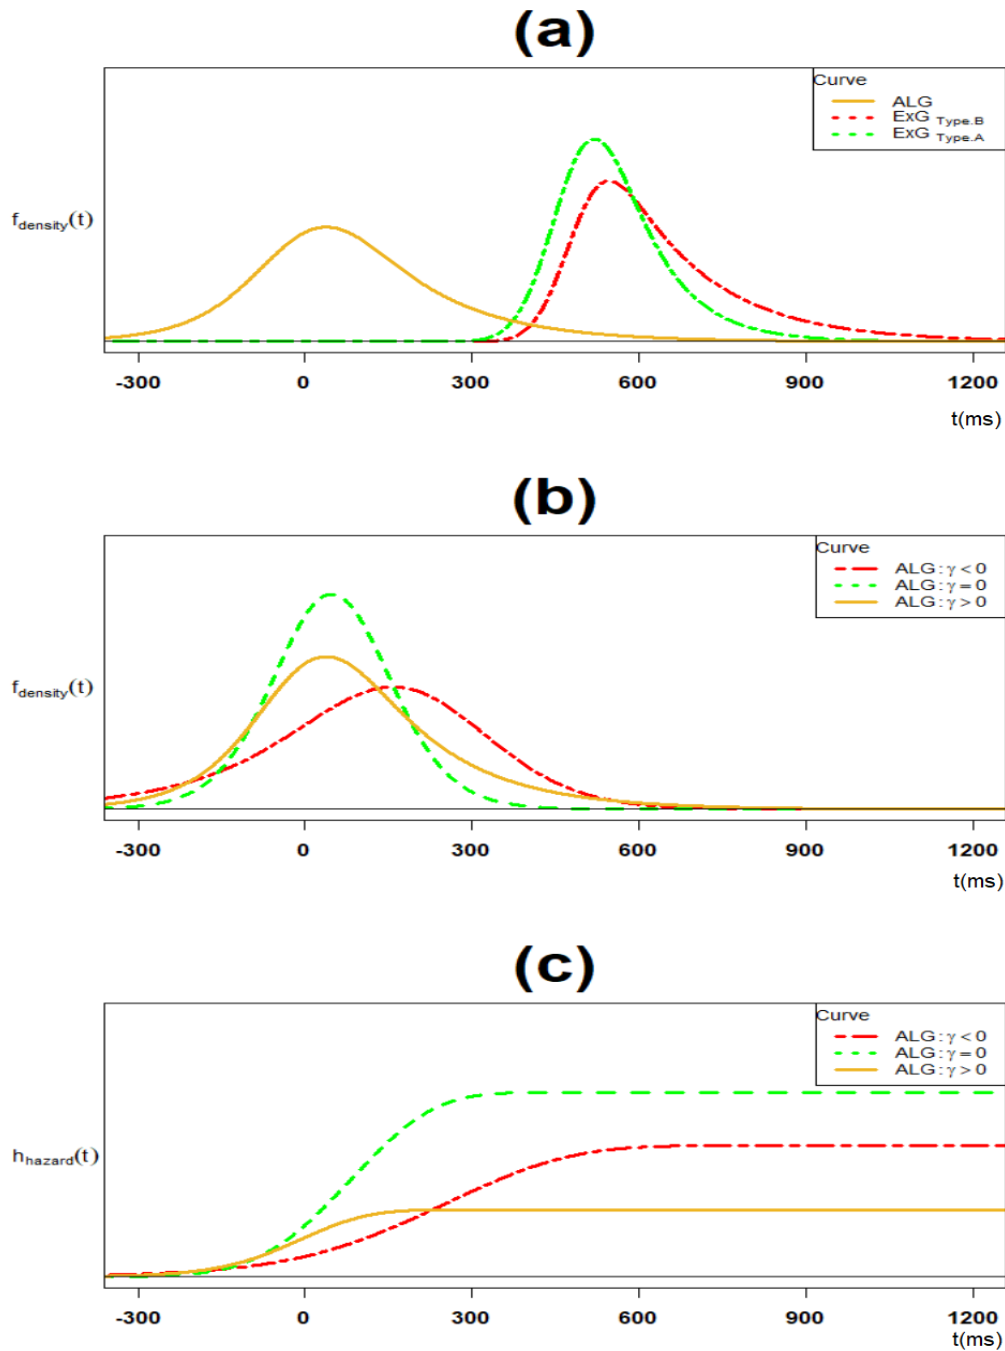 (a)
Curve
ALG
ExG Type.B
ExG Type.A
fdensity(t)
-300 0 300 600 900 1200
t(ms)
(b)
Curve
ALG: γ < 0
ALG: γ = 0
ALG: γ > 0
fdensity(t)
-300 0 300 600 900 1200
t(ms)
(c)
Curve
ALG: γ < 0
ALG: γ = 0
ALG: γ > 0
hhazard(t)
-300 0 300 600 900 1200
t(ms)